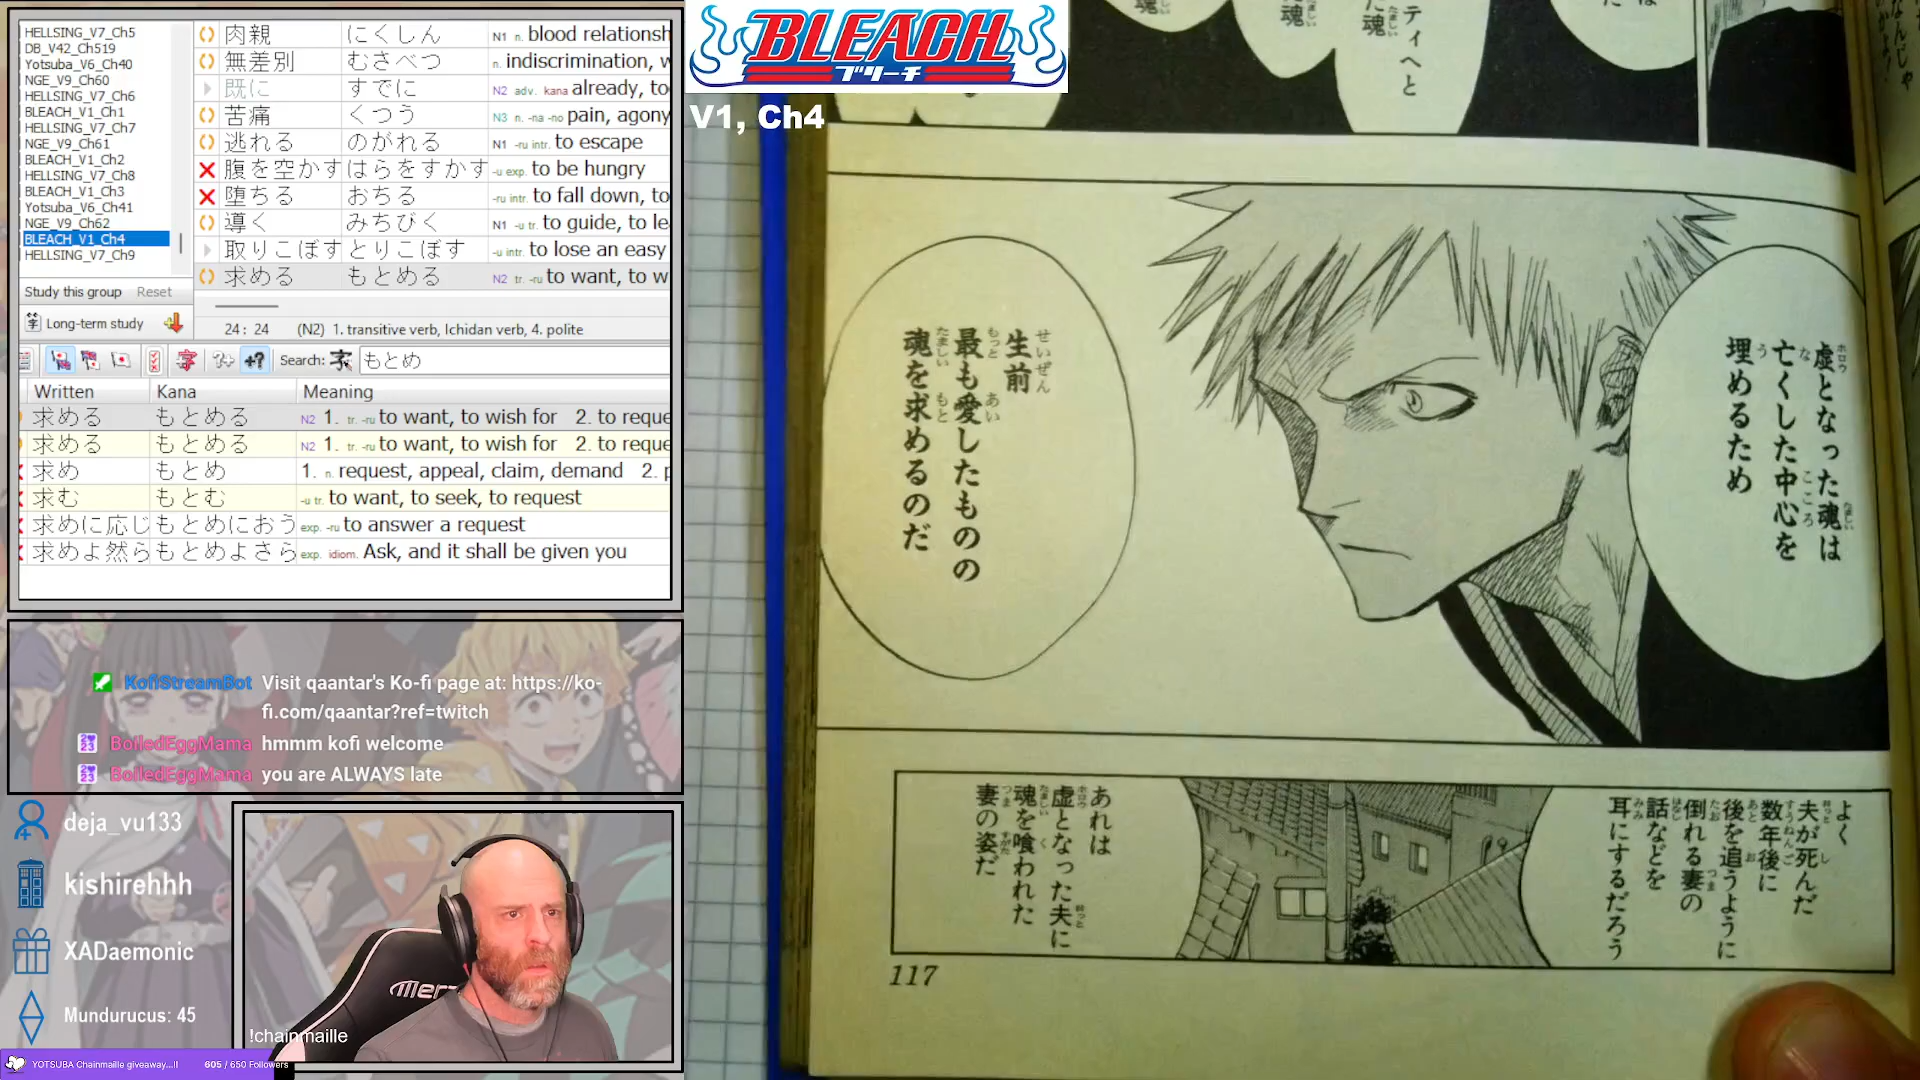 HELLSING_V7_Ch5
DB_V42_Ch519
Yotsuba_V6_Ch40
NGE_V9_Ch60
HELLSING_V7_Ch6
BLEACH_V1_Ch1
HELLSING_V7_Ch7
NGE_V9_Ch61
BLEACH_V1_Ch2
HELLSING_V7_Ch8
BLEACH_V1_Ch3
Yotsuba_V6_Ch41
NGE_V9_Ch62
BLEACH_V1_Ch4
HELLSING_V7_Ch9
Study this group Reset
Long-term study
肉親 にくしん N1 n. blood relationsh
無差別 むさべつ n. indiscrimination, w
既に すでに N2 adv. kana already, to
苦痛 くつう N3 n. -na -no pain, agony
逃れる のがれる N1 -ru intr. to escape
腹を空かす はらをすかす -u exp. to be hungry
堕ちる おちる -ru intr. to fall down, to
導く みちびく N1 -u tr. to guide, to le
取りこぼす とりこぼす -u intr. to lose an easy
求める もとめる N2 tr. -ru to want, to w
24: 24 (N2) 1. transitive verb, Ichidan verb, 4. polite
Search: もとめ
Written Kana Meaning
求める もとめる N2 1. tr. -ru to want, to wish for 2. to reque
求める もとめる N2 1. tr. -ru to want, to wish for 2. to reque
求め もとめ 1. n. request, appeal, claim, demand 2.
求む もとむ -u tr. to want, to seek, to request
求めに応じ もとめにおう exp. -ru to answer a request
求めよ然ら もとめよさら exp. idiom. Ask, and it shall be given you
KofiStreamBot Visit qaantar's Ko-fi page at: https://ko-
fi.com/qaantar?ref=twitch
BoiledEggMama hmmm kofi welcome
BoiledEggMama you are ALWAYS late
deja_vu133
kishirehhh
XADaemonic
Mundurucus: 45
!chainmaille
YOTSUBA Chainmaille giveaway...!! 605 / 650 Followers
BLEACH
ブリーチ
V1, Ch4
ティへと
た魂
魂
魂
虚となった魂は
亡くした中心を
埋めるため
生前
最も愛したものの
魂を求めるのだ
よく
夫が死んだ
数年後に
後を追うように
倒れる妻の
話などを
耳にするだろう
あれは
虚となった夫に
魂を喰われた
妻の姿だ
117